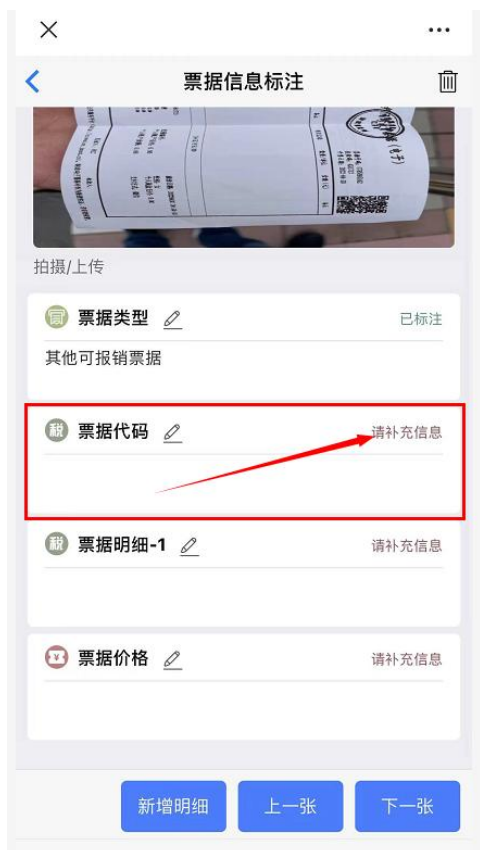 票据信息标注
拍摄/上传
票据类型
已标注
其他可报销票据
税 票据代码
请补充信息
税 票据明细-1
请补充信息
¥ 票据价格
请补充信息
新增明细 上一张 下一张